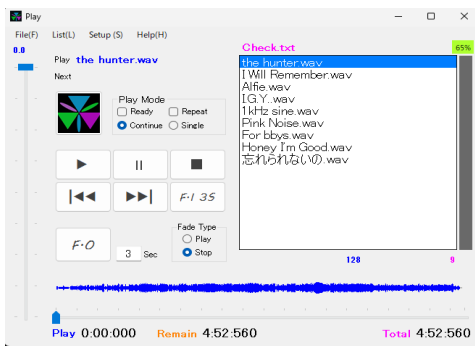 Play
File(F) List(L) Setup (S) Help(H)
0.0
Play the hunter.wav
Next
Check.txt
65%
Play Mode
Ready Repeat
Continue Single
the hunter.wav
I Will Remember.wav
Alfie.wav
I.G.Y..wav
1kHz sine.wav
Pink Noise.wav
For bbys.wav
Honey I'm Good.wav
忘れられないの.wav
F・I 3S
F・O
3 Sec
Fade Type
Play
Stop
128 9
Play 0:00:000 Remain 4:52:560 Total 4:52:560